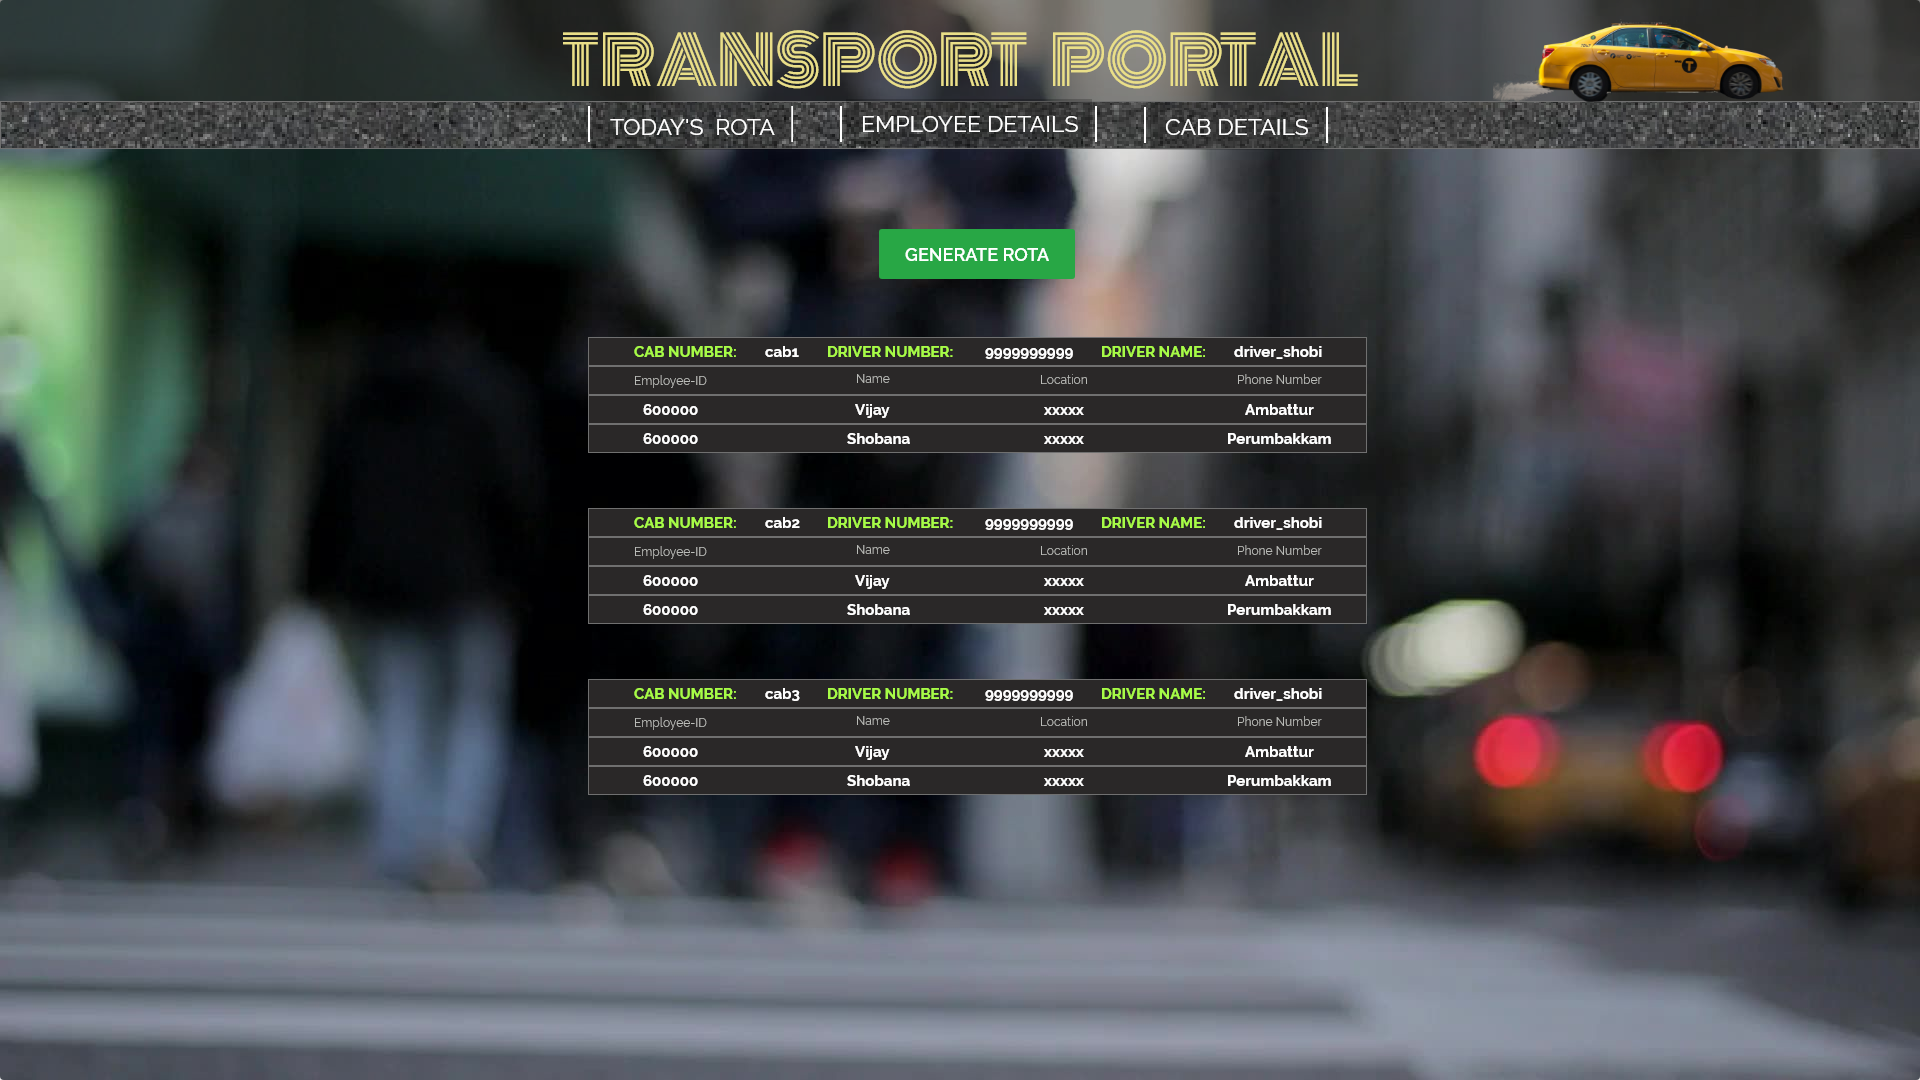 TRANSPORT PORTAL
TODAY'S ROTA EMPLOYEE DETAILS CAB DETAILS
GENERATE ROTA
CAB NUMBER: cab1 DRIVER NUMBER: 9999999999 DRIVER NAME: driver_shobi
Employee-ID Name Location Phone Number
600000 Vijay xxxxx Ambattur
600000 Shobana xxxxx Perumbakkam
CAB NUMBER: cab2 DRIVER NUMBER: 9999999999 DRIVER NAME: driver_shobi
Employee-ID Name Location Phone Number
600000 Vijay xxxxx Ambattur
600000 Shobana xxxxx Perumbakkam
CAB NUMBER: cab3 DRIVER NUMBER: 9999999999 DRIVER NAME: driver_shobi
Employee-ID Name Location Phone Number
600000 Vijay xxxxx Ambattur
600000 Shobana xxxxx Perumbakkam